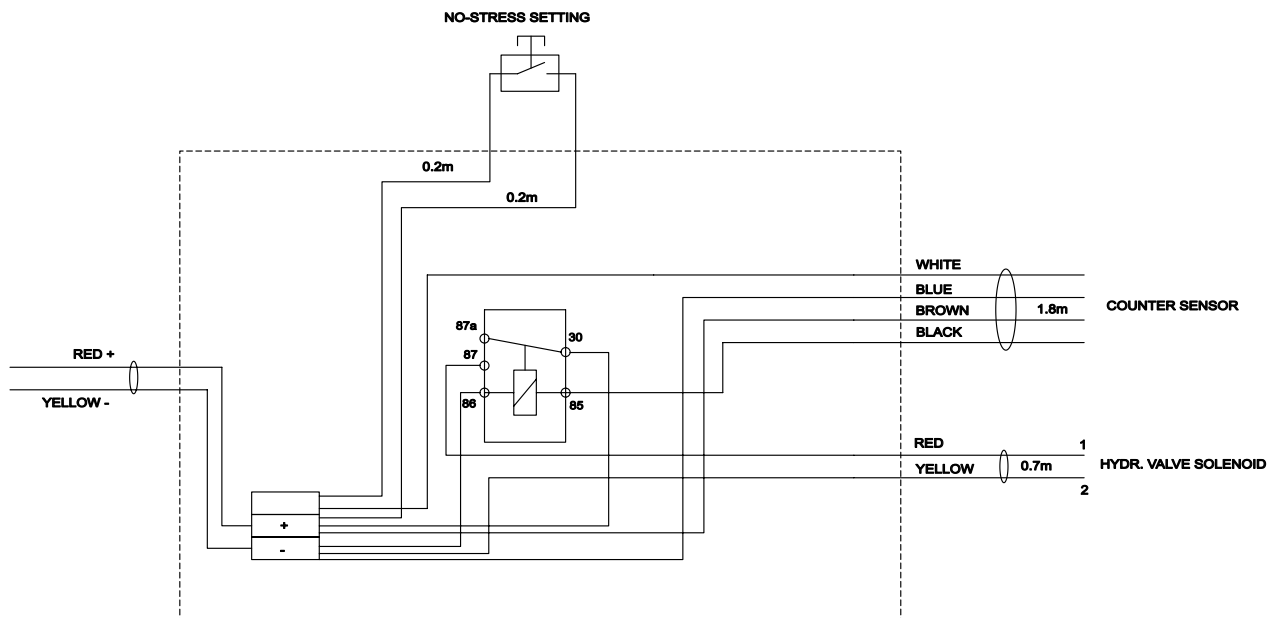 NO-STRESS SETTING
0.2m
0.2m
WHITE
BLUE
BROWN
BLACK
1.8m
COUNTER SENSOR
87a
30
87
86
85
RED +
YELLOW -
RED
1
YELLOW
0.7m
HYDR. VALVE SOLENOID
2
+
-